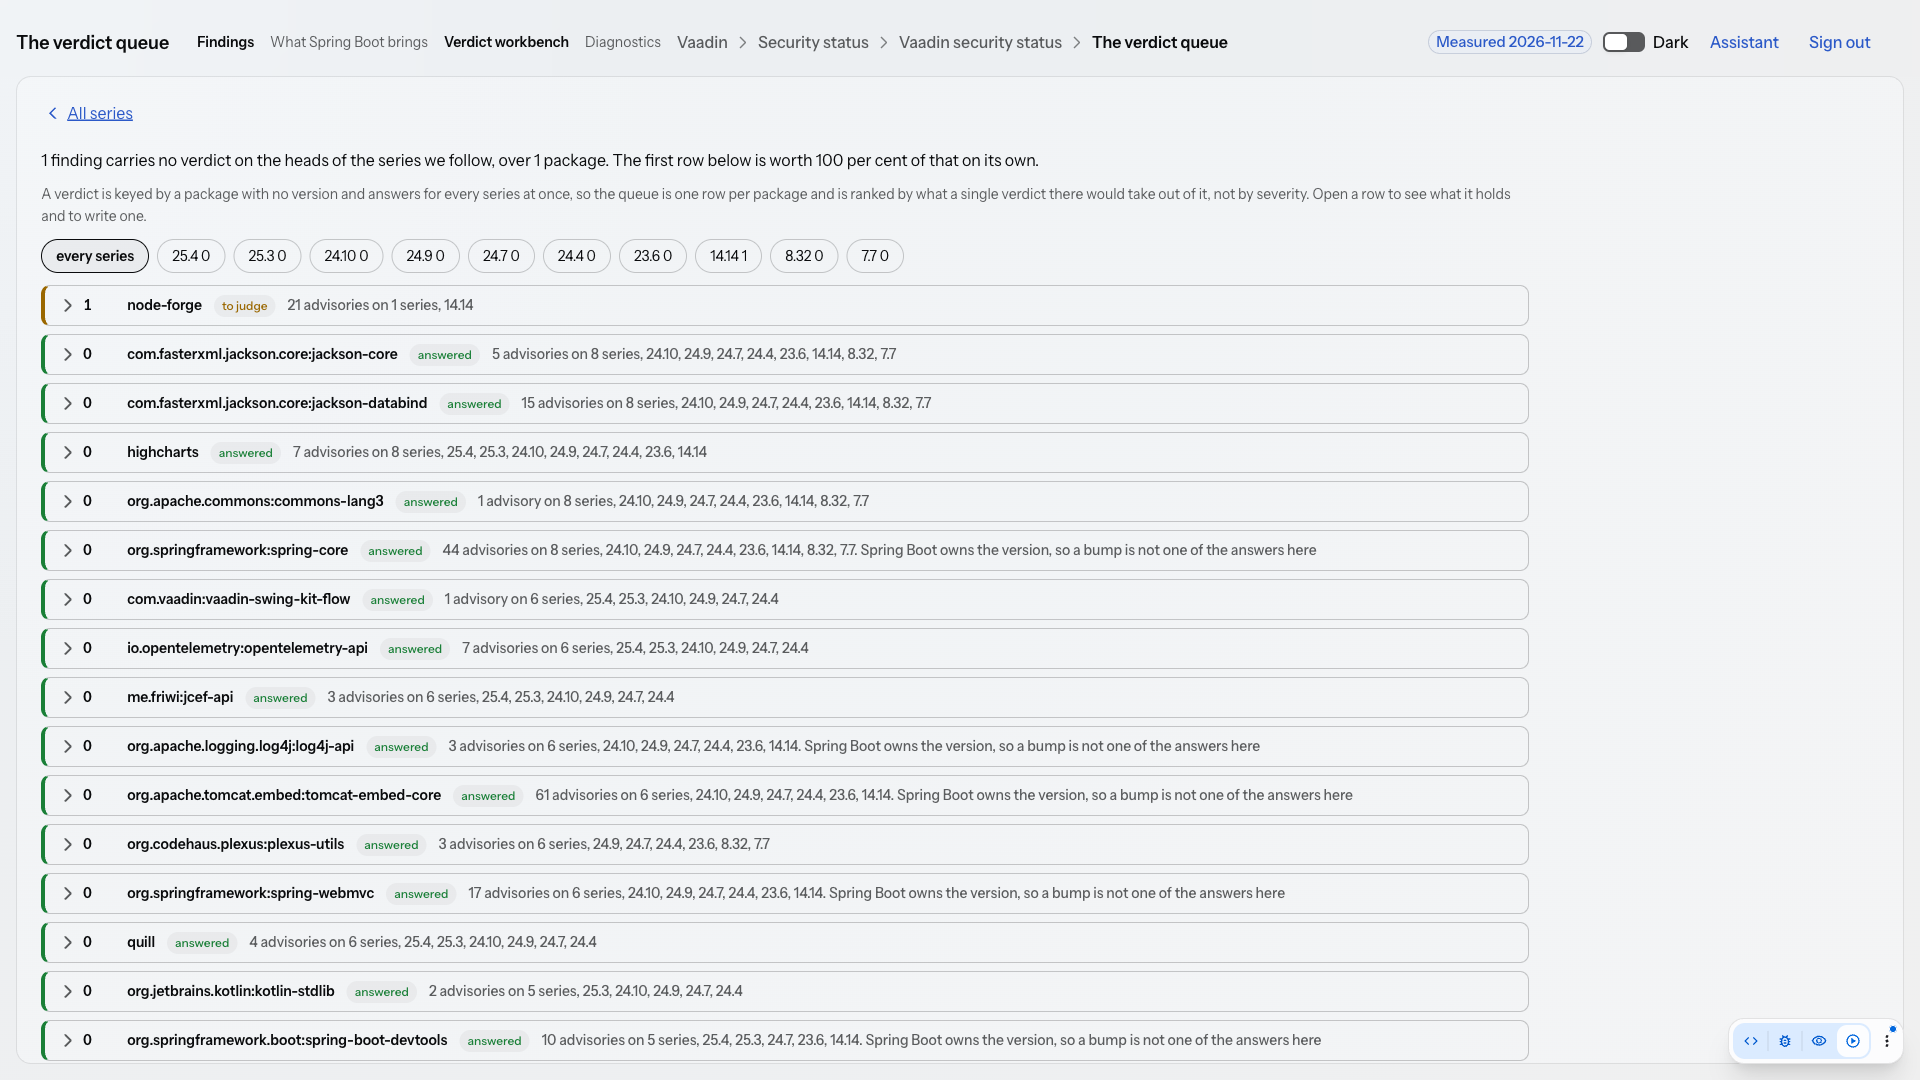 The verdict queue Findings What Spring Boot brings Verdict workbench Diagnostics Vaadin Security status Vaadin security status The verdict queue Measured 2026-11-22 Dark Assistant Sign out
All series
1 finding carries no verdict on the heads of the series we follow, over 1 package. The first row below is worth 100 per cent of that on its own.
A verdict is keyed by a package with no version and answers for every series at once, so the queue is one row per package and is ranked by what a single verdict there would take out of it, not by severity. Open a row to see what it holds
and to write one.
every series 25.4 0 25.3 0 24.10 0 24.9 0 24.7 0 24.4 0 23.6 0 14.14 1 8.32 0 7.7 0
1 node-forge to judge 21 advisories on 1 series, 14.14
0 com.fasterxml.jackson.core:jackson-core answered 5 advisories on 8 series, 24.10, 24.9, 24.7, 24.4, 23.6, 14.14, 8.32, 7.7
0 com.fasterxml.jackson.core:jackson-databind answered 15 advisories on 8 series, 24.10, 24.9, 24.7, 24.4, 23.6, 14.14, 8.32, 7.7
0 highcharts answered 7 advisories on 8 series, 25.4, 25.3, 24.10, 24.9, 24.7, 24.4, 23.6, 14.14
0 org.apache.commons:commons-lang3 answered 1 advisory on 8 series, 24.10, 24.9, 24.7, 24.4, 23.6, 14.14, 8.32, 7.7
0 org.springframework:spring-core answered 44 advisories on 8 series, 24.10, 24.9, 24.7, 24.4, 23.6, 14.14, 8.32, 7.7. Spring Boot owns the version, so a bump is not one of the answers here
0 com.vaadin:vaadin-swing-kit-flow answered 1 advisory on 6 series, 25.4, 25.3, 24.10, 24.9, 24.7, 24.4
0 io.opentelemetry:opentelemetry-api answered 7 advisories on 6 series, 25.4, 25.3, 24.10, 24.9, 24.7, 24.4
0 me.friwi:jcef-api answered 3 advisories on 6 series, 25.4, 25.3, 24.10, 24.9, 24.7, 24.4
0 org.apache.logging.log4j:log4j-api answered 3 advisories on 6 series, 24.10, 24.9, 24.7, 24.4, 23.6, 14.14. Spring Boot owns the version, so a bump is not one of the answers here
0 org.apache.tomcat.embed:tomcat-embed-core answered 61 advisories on 6 series, 24.10, 24.9, 24.7, 24.4, 23.6, 14.14. Spring Boot owns the version, so a bump is not one of the answers here
0 org.codehaus.plexus:plexus-utils answered 3 advisories on 6 series, 24.9, 24.7, 24.4, 23.6, 8.32, 7.7
0 org.springframework:spring-webmvc answered 17 advisories on 6 series, 24.10, 24.9, 24.7, 24.4, 23.6, 14.14. Spring Boot owns the version, so a bump is not one of the answers here
0 quill answered 4 advisories on 6 series, 25.4, 25.3, 24.10, 24.9, 24.7, 24.4
0 org.jetbrains.kotlin:kotlin-stdlib answered 2 advisories on 5 series, 25.3, 24.10, 24.9, 24.7, 24.4
0 org.springframework.boot:spring-boot-devtools answered 10 advisories on 5 series, 25.4, 25.3, 24.7, 23.6, 14.14. Spring Boot owns the version, so a bump is not one of the answers here